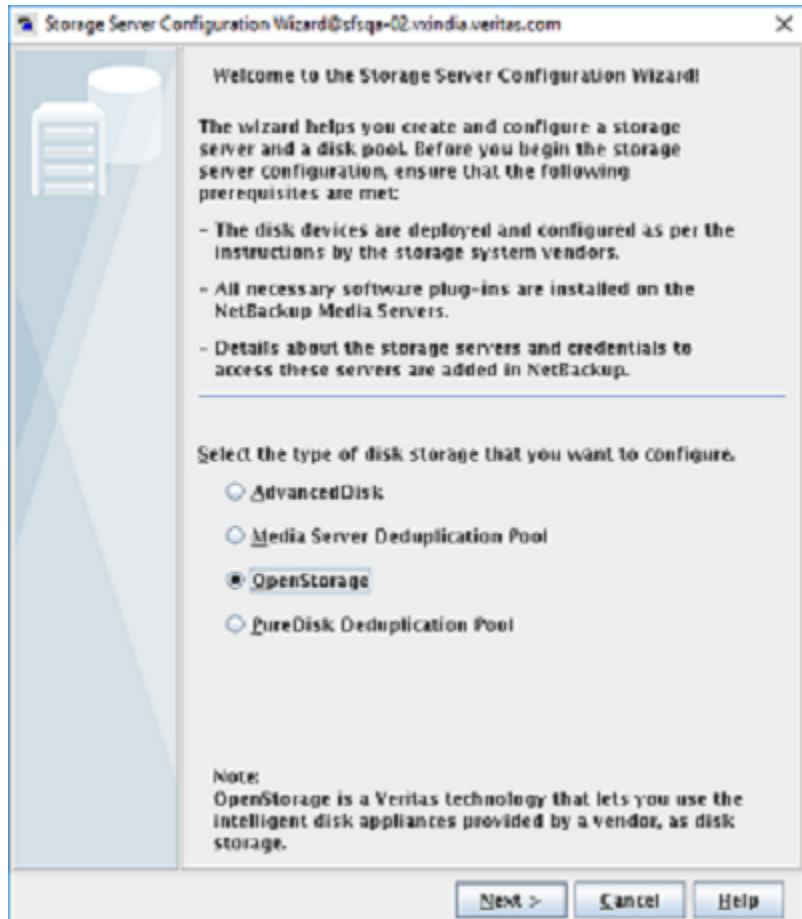 Storage Server Configuration Wizard@sfsqa-02.vxindia.veritas.com
Welcome to the Storage Server Configuration Wizard!
The wizard helps you create and configure a storage
server and a disk pool. Before you begin the storage
server configuration, ensure that the following
prerequisites are met:
- The disk devices are deployed and configured as per the
instructions by the storage system vendors.
- All necessary software plug-ins are installed on the
NetBackup Media Servers.
- Details about the storage servers and credentials to
access these servers are added in NetBackup.
Select the type of disk storage that you want to configure.
AdvancedDisk
Media Server Deduplication Pool
OpenStorage
PureDisk Deduplication Pool
Note:
OpenStorage is a Veritas technology that lets you use the
intelligent disk appliances provided by a vendor, as disk
storage.
Next > Cancel Help